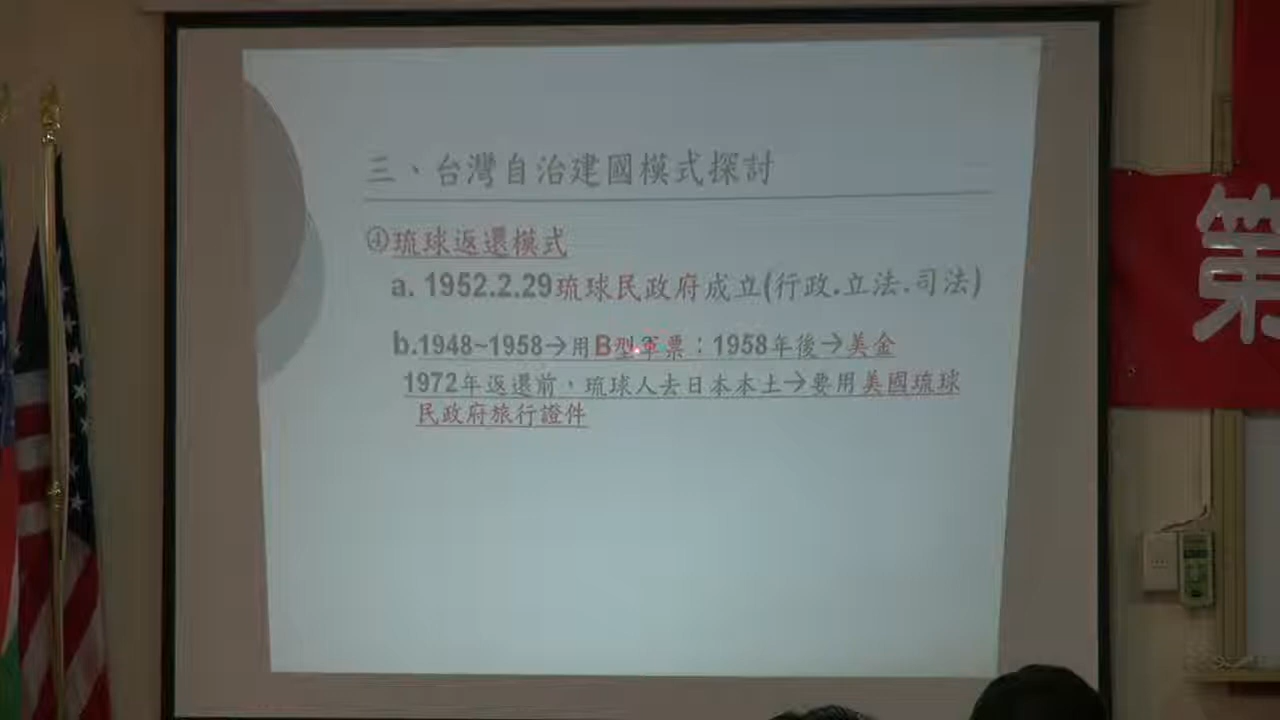 三、台灣自治建國模式探討
④琉球返還模式
a. 1952.2.29琉球民政府成立(行政.立法.司法)
b.1948~1958→用B型軍票：1958年後→美金
1972年返還前，琉球人去日本本土→要用美國琉球
民政府旅行證件
第